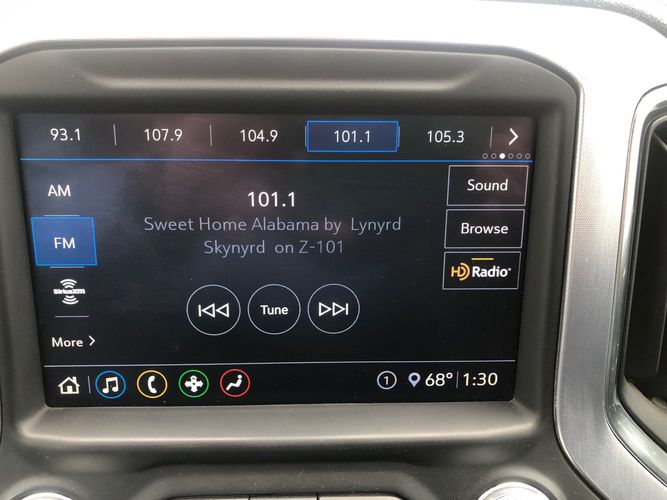 93.1 107.9 104.9 101.1 105.3
AM
FM
SiriusXM
More
101.1
Sweet Home Alabama by Lynyrd
Skynyrd on Z-101
Tune
Sound
Browse
HD Radio
1 68° 1:30